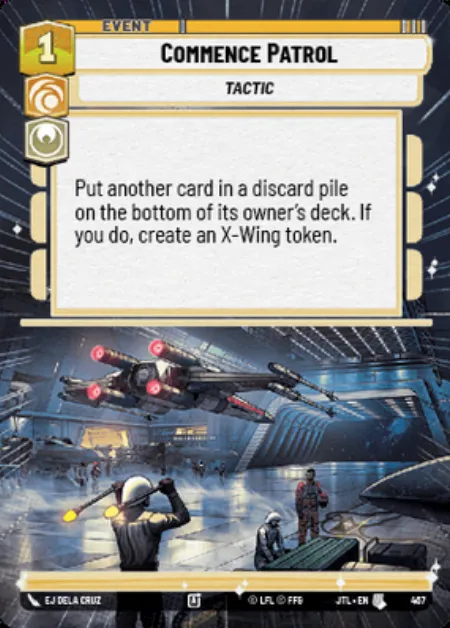 EVENT
1
COMMENCE PATROL
TACTIC
Put another card in a discard pile
on the bottom of its owner's deck. If
you do, create an X-Wing token.
EJ DELA CRUZ
© LFL © FFG
JTL • EN
467